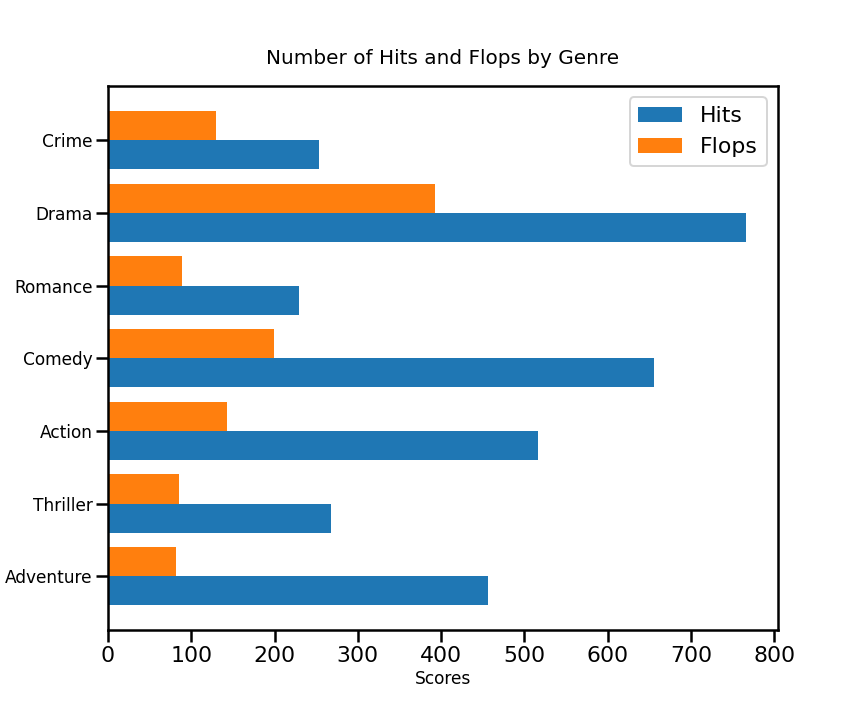 Number of Hits and Flops by Genre
Hits
Flops
Crime
Drama
Romance
Comedy
Action
Thriller
Adventure
0 100 200 300 400 500 600 700 800
Scores